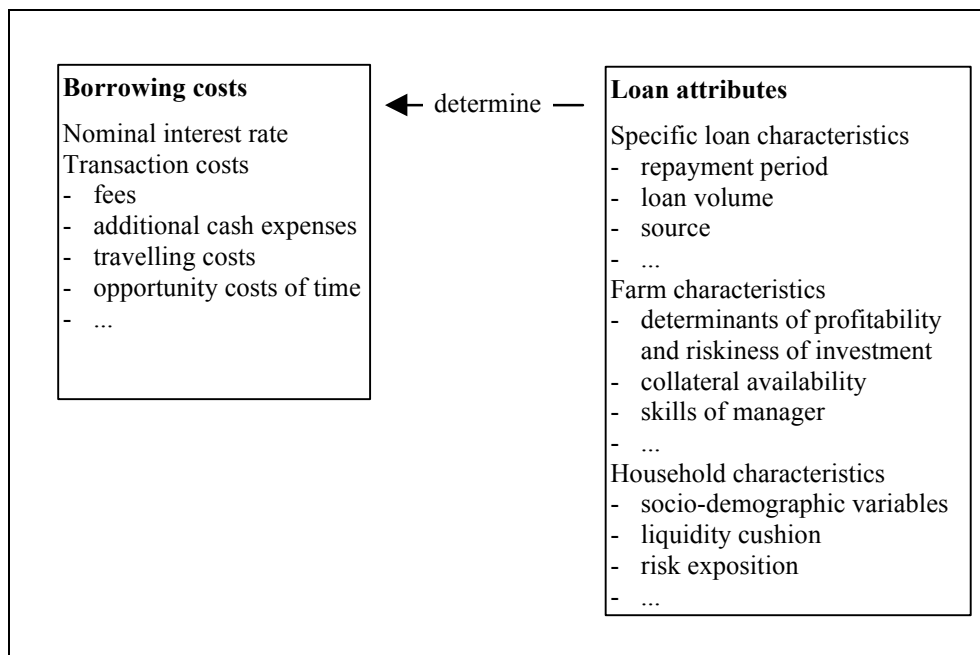 Borrowing costs
Nominal interest rate
Transaction costs
- fees
- additional cash expenses
- travelling costs
- opportunity costs of time
- ...
determine
Loan attributes
Specific loan characteristics
- repayment period
- loan volume
- source
- ...
Farm characteristics
- determinants of profitability
and riskiness of investment
- collateral availability
- skills of manager
- ...
Household characteristics
- socio-demographic variables
- liquidity cushion
- risk exposition
- ...